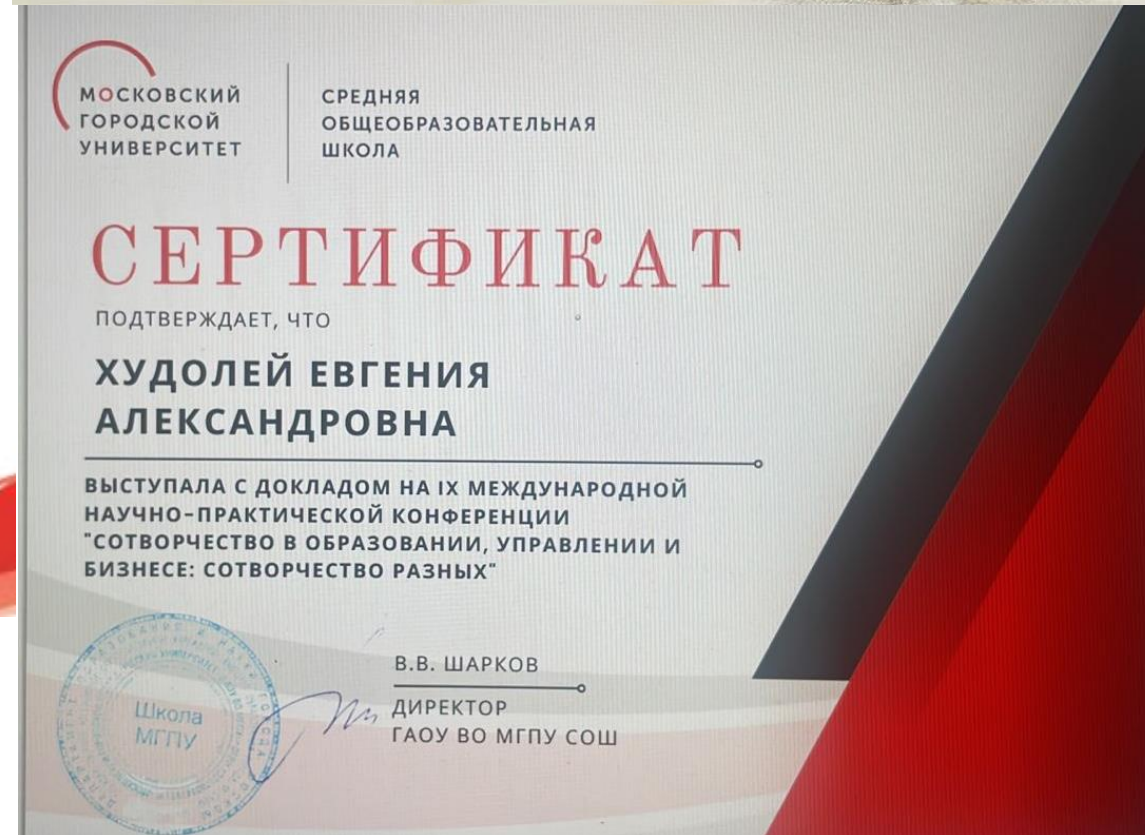 МОСКОВСКИЙ
ГОРОДСКОЙ
УНИВЕРСИТЕТ
СРЕДНЯЯ
ОБЩЕОБРАЗОВАТЕЛЬНАЯ
ШКОЛА
СЕРТИФИКАТ
ПОДТВЕРЖДАЕТ, ЧТО
ХУДОЛЕЙ ЕВГЕНИЯ
АЛЕКСАНДРОВНА
ВЫСТУПАЛА С ДОКЛАДОМ НА IX МЕЖДУНАРОДНОЙ
НАУЧНО-ПРАКТИЧЕСКОЙ КОНФЕРЕНЦИИ
"СОТВОРЧЕСТВО В ОБРАЗОВАНИИ, УПРАВЛЕНИИ И
БИЗНЕСЕ: СОТВОРЧЕСТВО РАЗНЫХ"
В.В. ШАРКОВ
ДИРЕКТОР
ГАОУ ВО МГПУ СОШ
Школа
МГПУ